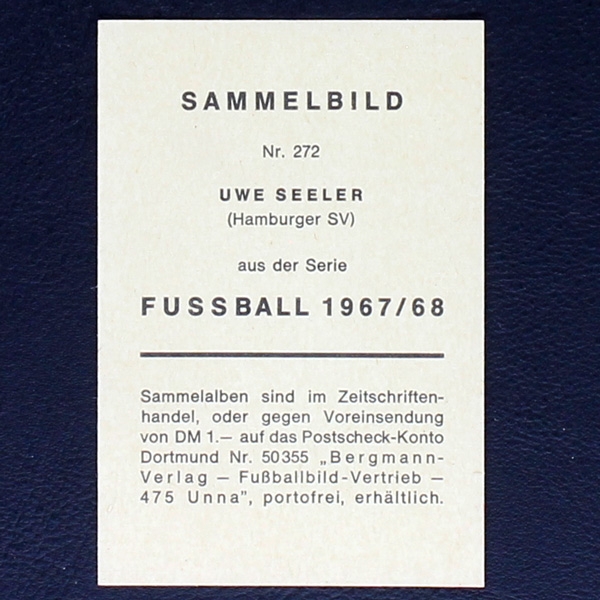 SAMMELBILD
Nr. 272
UWE SEELER
(Hamburger SV)
aus der Serie
FUSSBALL 1967/68
Sammelalben sind im Zeitschriften-
handel, oder gegen Voreinsendung
von DM 1.— auf das Postscheck-Konto
Dortmund Nr. 50355 „Bergmann-
Verlag — Fußballbild-Vertrieb —
475 Unna”, portofrei, erhältlich.